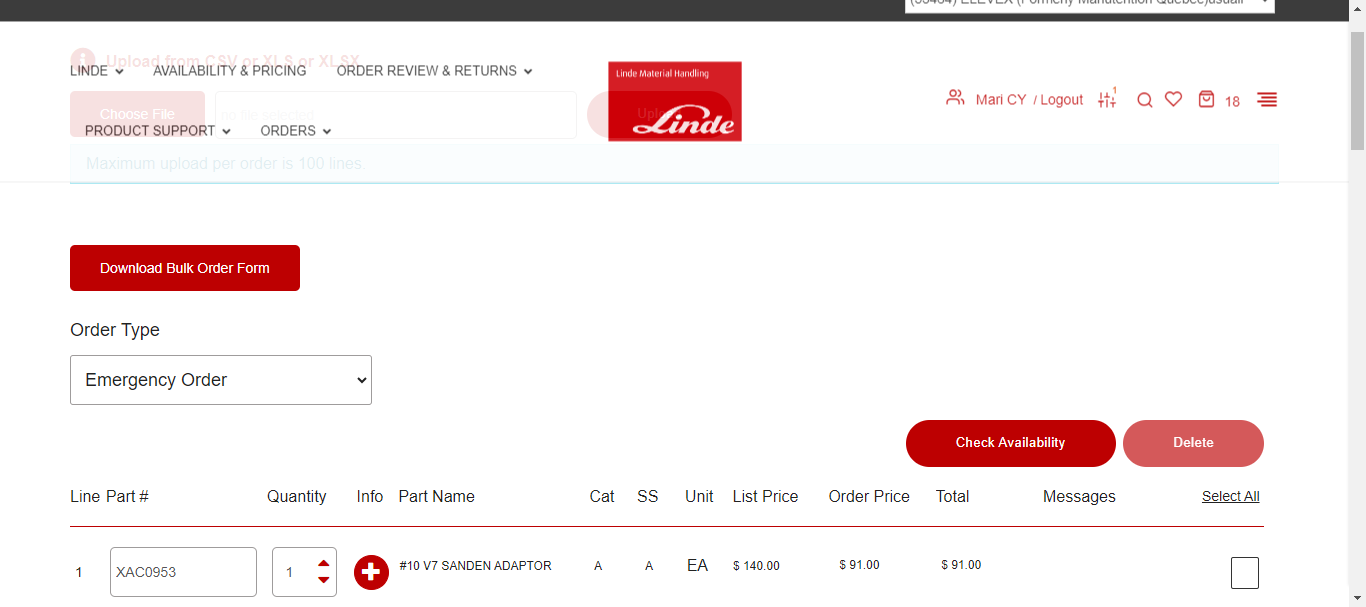 (59484) ELEVEX (Formerly Manutention Quebec)usuall
Upload from CSV or XLS or XLSX
LINDE
AVAILABILITY & PRICING
ORDER REVIEW & RETURNS
Linde Material Handling
Linde
Mari CY / Logout
1
18
Choose File
no file selected
PRODUCT SUPPORT
ORDERS
Maximum upload per order is 100 lines.
Download Bulk Order Form
Order Type
Emergency Order
Check Availability
Delete
Line Part # Quantity Info Part Name Cat SS Unit List Price Order Price Total Messages Select All
1 XAC0953 1 #10 V7 SANDEN ADAPTOR A A EA $ 140.00 $ 91.00 $ 91.00